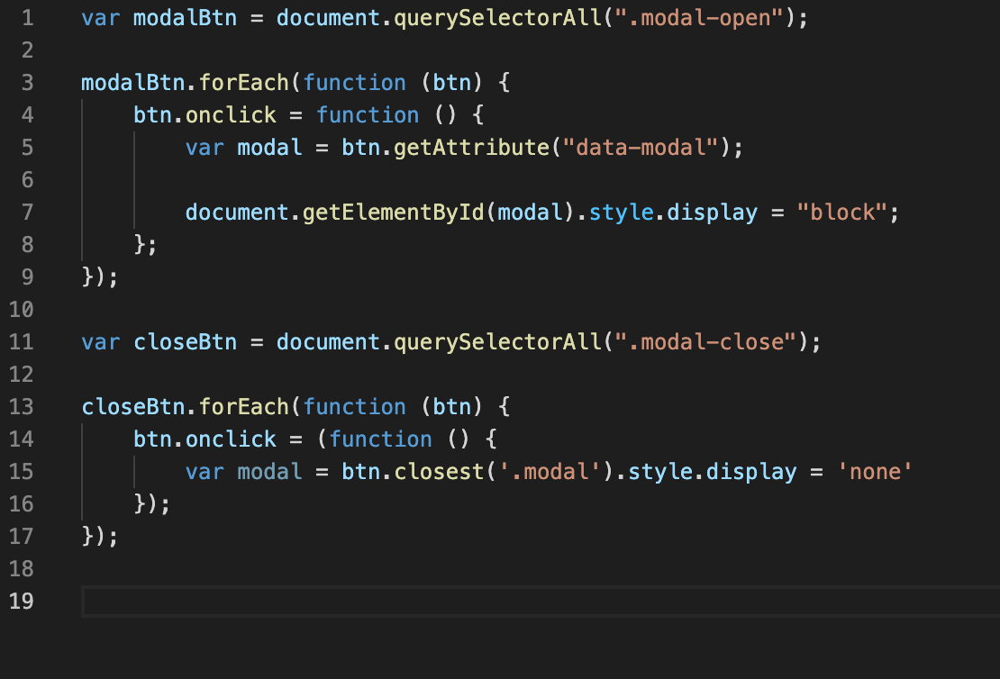 1 var modalBtn = document.querySelectorAll(".modal-open");
2
3 modalBtn.forEach(function (btn) {
4     btn.onclick = function () {
5         var modal = btn.getAttribute("data-modal");
6
7         document.getElementById(modal).style.display = "block";
8     };
9 });
10
11 var closeBtn = document.querySelectorAll(".modal-close");
12
13 closeBtn.forEach(function (btn) {
14     btn.onclick = (function () {
15         var modal = btn.closest('.modal').style.display = 'none'
16     });
17 });
18
19